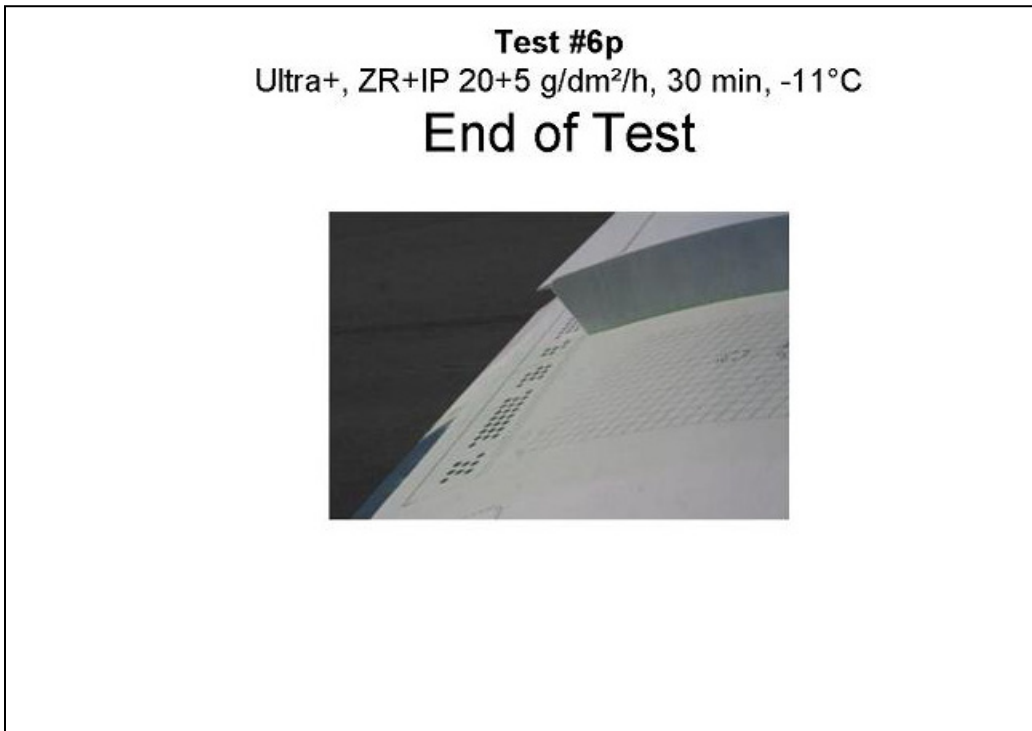 Test #6p
Ultra+, ZR+IP 20+5 g/dm²/h, 30 min, -11°C
End of Test